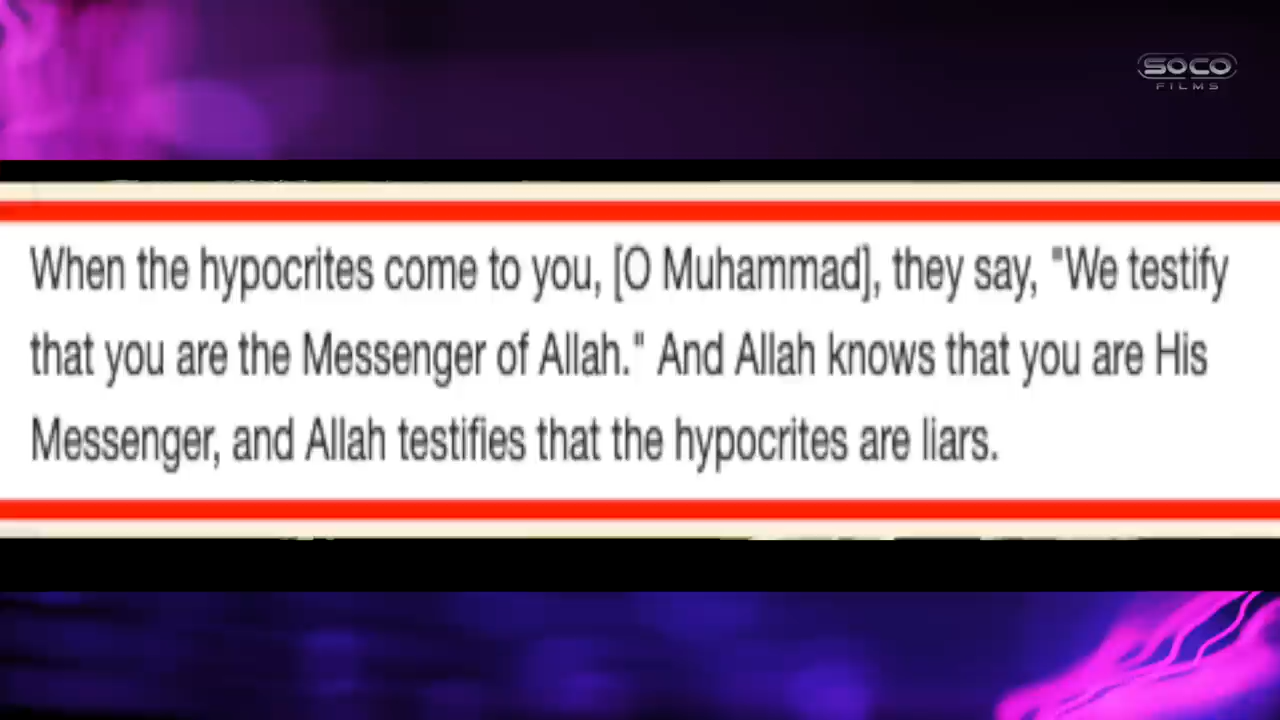 SOCO
FILMS
When the hypocrites come to you, [O Muhammad], they say, "We testify
that you are the Messenger of Allah." And Allah knows that you are His
Messenger, and Allah testifies that the hypocrites are liars.